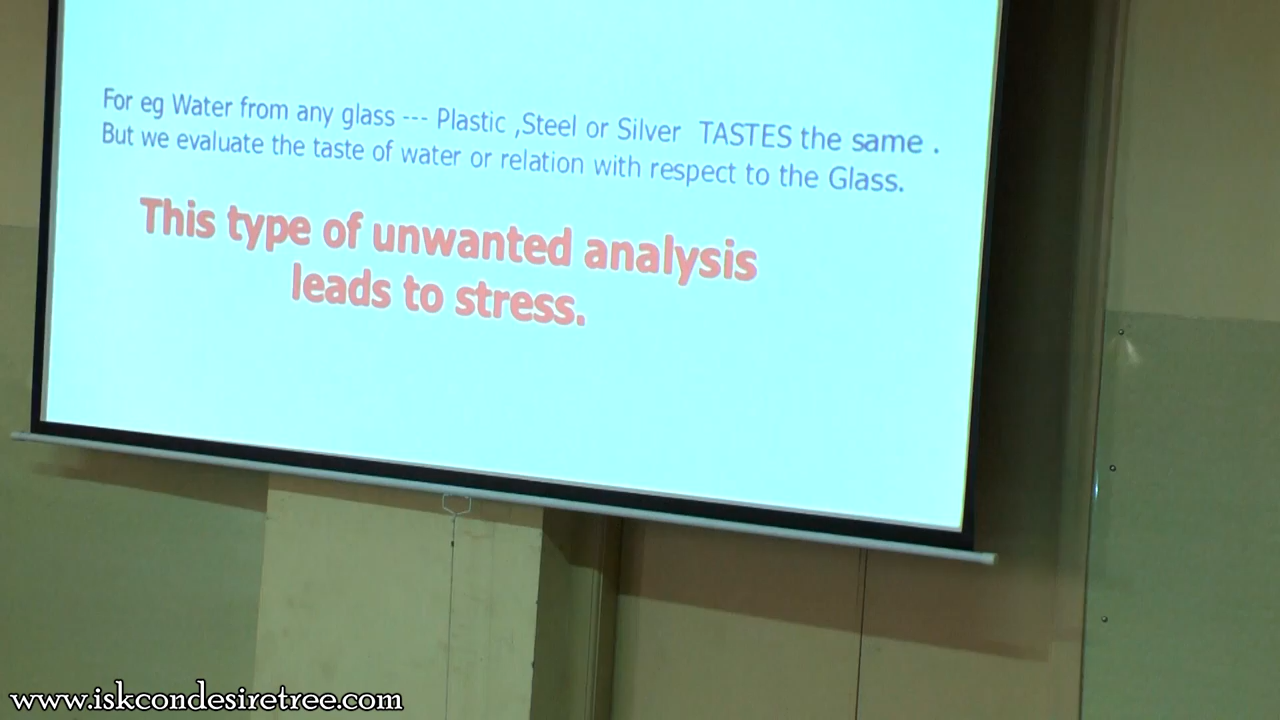 For eg Water from any glass --- Plastic ,Steel or Silver TASTES the same .
But we evaluate the taste of water or relation with respect to the Glass.
This type of unwanted analysis
leads to stress.
www.iskcondesiretree.com